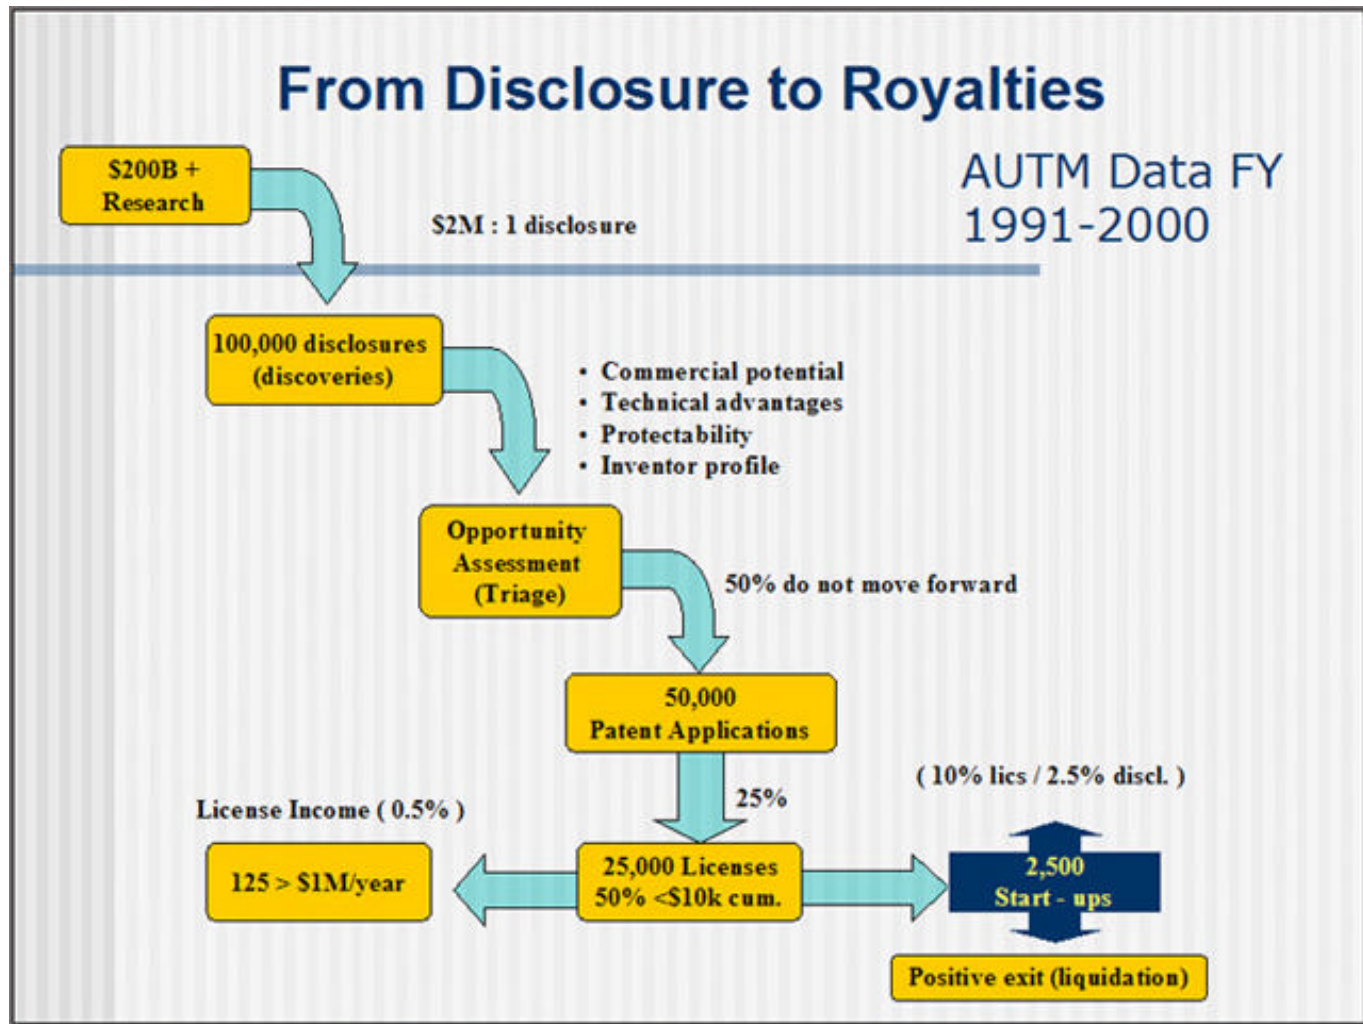 From Disclosure to Royalties
AUTM Data FY
1991-2000
$200B +
Research
$2M : 1 disclosure
100,000 disclosures
(discoveries)
• Commercial potential
• Technical advantages
• Protectability
• Inventor profile
Opportunity
Assessment
(Triage)
50% do not move forward
50,000
Patent Applications
25%
( 10% lics / 2.5% discl. )
License Income ( 0.5% )
125 > $1M/year
25,000 Licenses
50% <$10k cum.
2,500
Start - ups
Positive exit (liquidation)